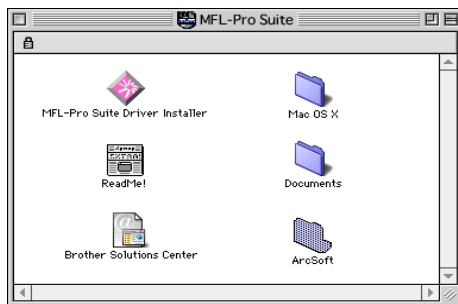 MFL-Pro Suite
MFL-Pro Suite Driver Installer
Mac OS X
ReadMe!
Documents
Brother Solutions Center
ArcSoft